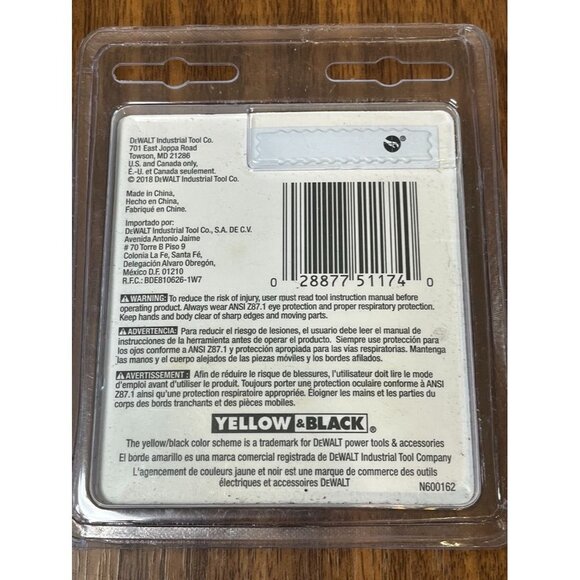 DeWALT Industrial Tool Co.
701 East Joppa Road
Towson, MD 21286
U.S. and Canada only,
É.-U. et Canada seulement.
© 2018 DeWALT Industrial Tool Co.
Made in China,
Hecho en China,
Fabriqué en Chine.
Importado por:
DeWALT Industrial Tool Co., S.A. DE C.V.
Avenida Antonio Jaime
# 70 Torre B Piso 9
Colonia La Fe, Santa Fé,
Delegación Alvaro Obregón,
México D.F. 01210
R.F.C.: BDE810626-1W7
®
0 28877 51174 0
WARNING: To reduce the risk of injury, user must read tool instruction manual before
operating product. Always wear ANSI Z87.1 eye protection and proper respiratory protection.
Keep hands and body clear of sharp edges and moving parts.
ADVERTENCIA: Para reducir el riesgo de lesiones, el usuario debe leer el manual de
instrucciones de la herramienta antes de operar el producto. Siempre use protección para
los ojos conforme a ANSI Z87.1 y protección apropiada para las vías respiratorias. Mantenga
las manos y el cuerpo alejados de las piezas móviles y los bordes afilados.
AVERTISSEMENT : Afin de réduire le risque de blessures, l'utilisateur doit lire le mode
d'emploi avant d'utiliser le produit. Toujours porter une protection oculaire conforme à ANSI
Z87.1 ainsi qu'une protection respiratoire appropriée. Éloigner les mains et les parties du
corps des bords tranchants et des pièces mobiles.
YELLOW &BLACK®
The yellow/black color scheme is a trademark for DeWALT power tools & accessories
El borde amarillo es una marca comercial registrada de DeWALT Industrial Tool Company
L'agencement de couleurs jaune et noir est une marque de commerce des outils
électriques et accessoires DeWALT
N600162